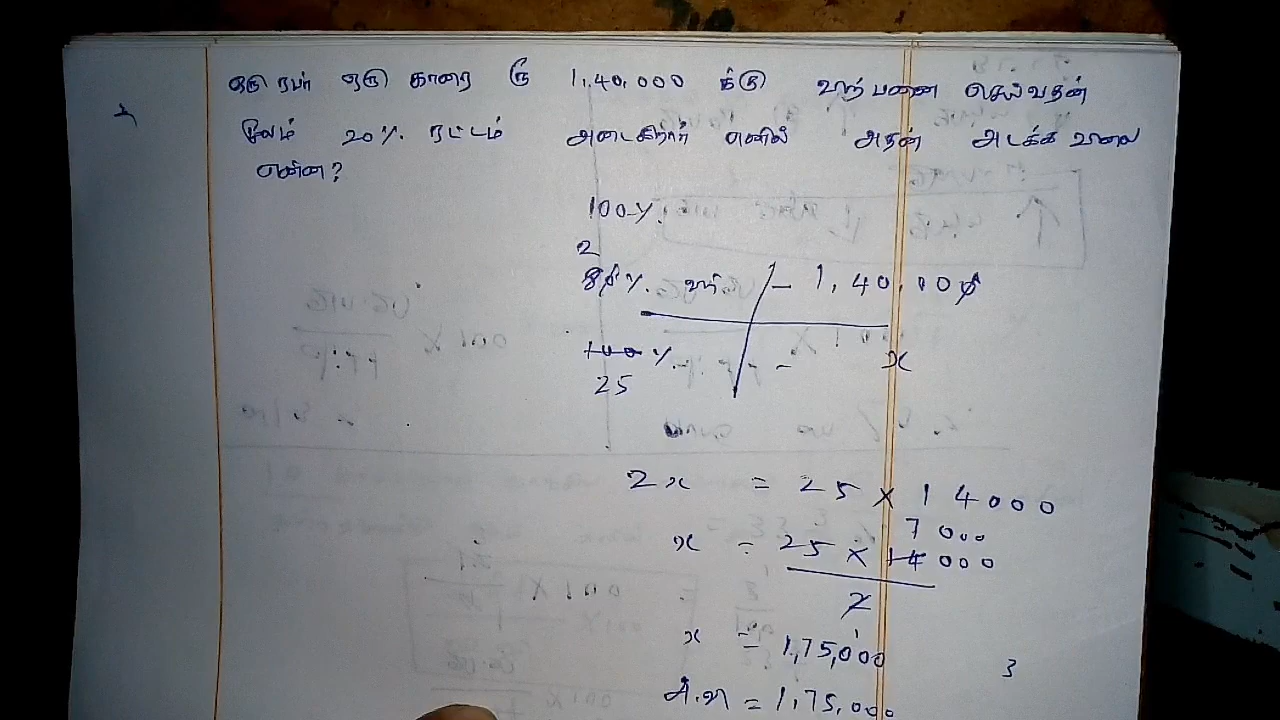 ஒரு நபர் ஒரு காரை ரூ 1,40,000 க்கு விற்பனை செய்வதன்
மூலம் 20% நட்டம் அடைகிறார் எனில் அதன் அடக்க விலை
என்ன?
100%
2
80% வி - 1,40,000
100% - x
25
2x = 25 x 14000
7000
x = 25 x 14000
2
x = 1,75,000
3
அ.வி = 1,75,000